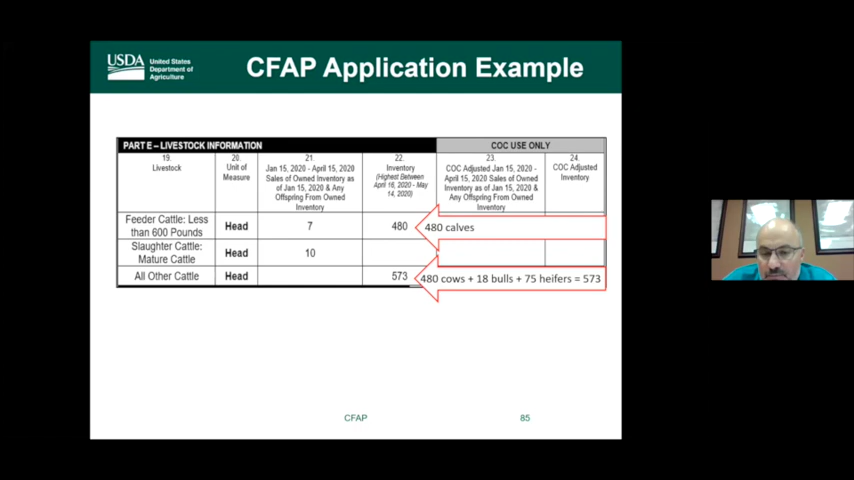 USDA
United States
Department of
Agriculture
CFAP Application Example
PART E – LIVESTOCK INFORMATION
COC USE ONLY
19.
Livestock
20.
Unit of
Measure
21.
Jan 15, 2020 - April 15, 2020
Sales of Owned Inventory as
of Jan 15, 2020 & Any
Offspring From Owned
Inventory
22.
Inventory
(Highest Between
April 16, 2020 - May
14, 2020)
23.
COC Adjusted Jan 15, 2020 -
April 15, 2020 Sales of Owned
Inventory as of Jan 15, 2020 &
Any Offspring From Owned
Inventory
24.
COC Adjusted
Inventory
Feeder Cattle: Less
than 600 Pounds
Head
7
480
480 calves
Slaughter Cattle:
Mature Cattle
Head
10
All Other Cattle
Head
573
480 cows + 18 bulls + 75 heifers = 573
CFAP
85